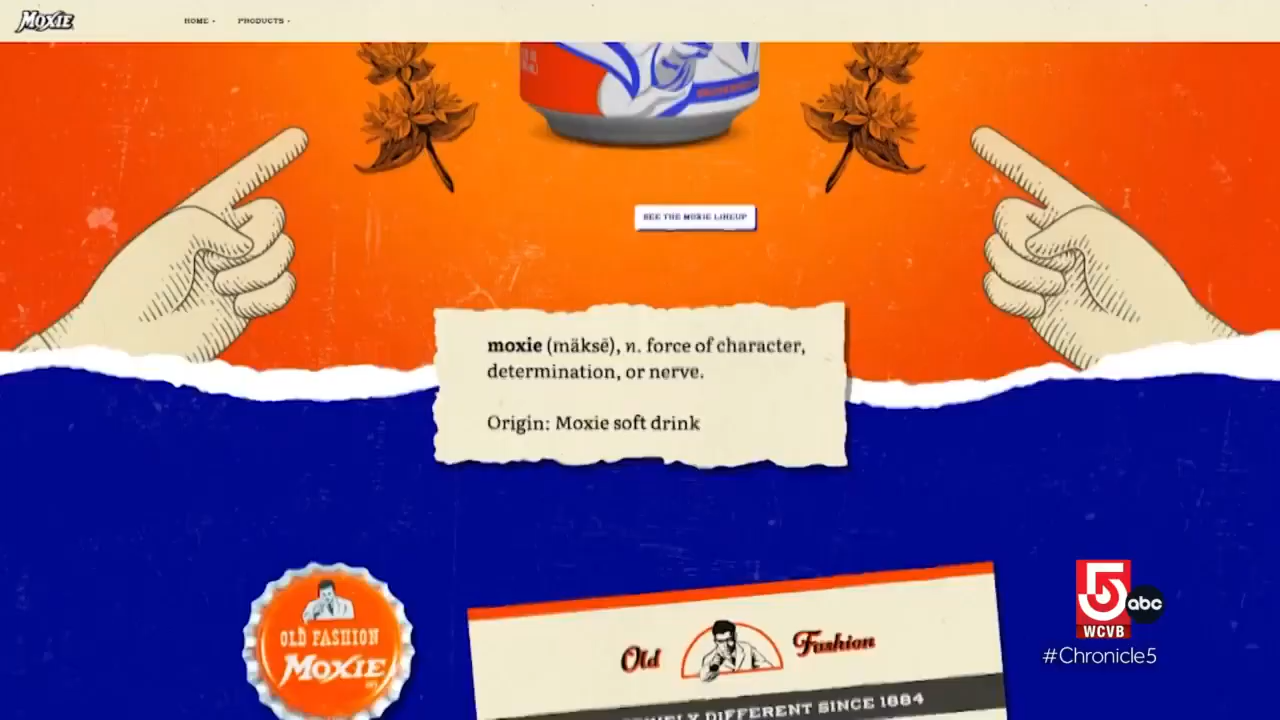 MOXIE
HOME
PRODUCTS
SEE THE MOXIE LINEUP
moxie (mäksē), n. force of character,
determination, or nerve.
Origin: Moxie soft drink
OLD FASHION
MOXIE
Old Fashion
DIFFERENT SINCE 1884
5 abc
WCVB
#Chronicle5